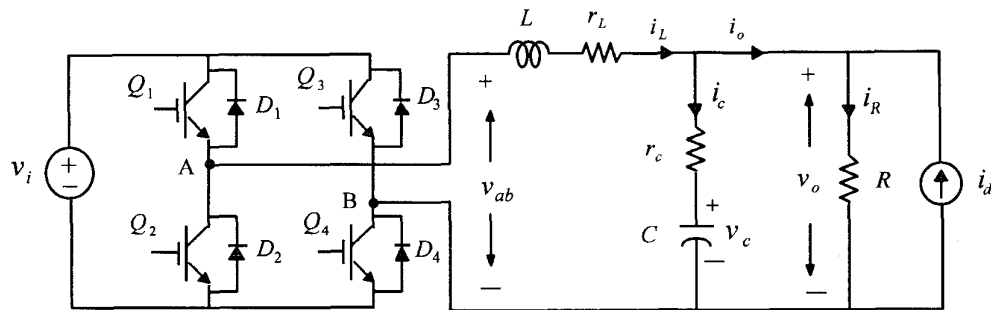 L r_L i_L i_o
Q_1 D_1 Q_3 D_3
+ +
i_c i_R
A
v_i + − v_ab r_c v_o R i_d
B
+
Q_2 D_2 Q_4 D_4 C v_c
−
− −